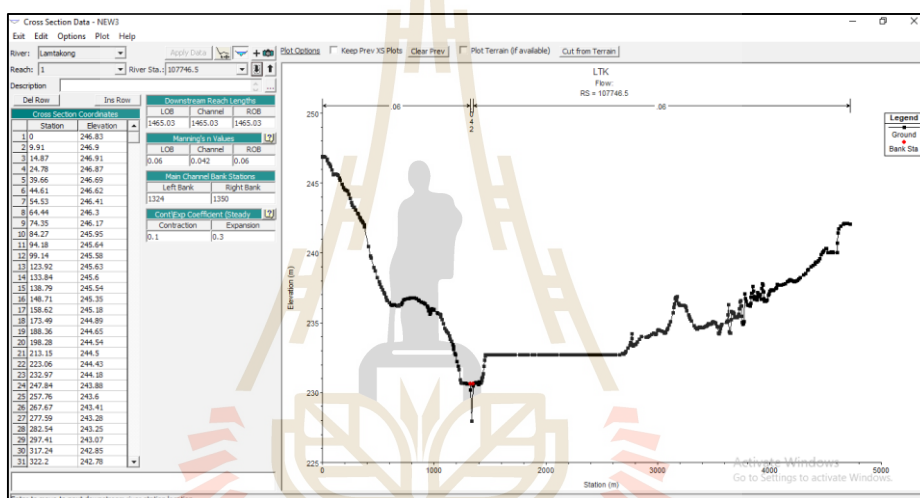 Cross Section Data - NEW3
Exit Edit Options Plot Help
River: Lamtakong Apply Data Plot Options Keep Prev XS Plots Clear Prev Plot Terrain (if available) Cut from Terrain
Reach: 1 River Sta.: 107746.5
Description ...
Del Row Ins Row
Cross Section Coordinates
Station Elevation
1 0 246.83
2 9.91 246.9
3 14.87 246.91
4 24.78 246.87
5 39.66 246.69
6 44.61 246.62
7 54.53 246.41
8 64.44 246.3
9 74.35 246.17
10 84.27 245.95
11 94.18 245.64
12 99.14 245.58
13 123.92 245.63
14 133.84 245.6
15 138.79 245.54
16 148.71 245.35
17 158.62 245.18
18 173.49 244.89
19 188.36 244.65
20 198.28 244.54
21 213.15 244.5
22 223.06 244.43
23 232.97 244.18
24 247.84 243.88
25 257.76 243.6
26 267.67 243.41
27 277.59 243.28
28 282.54 243.25
29 297.41 243.07
30 317.24 242.85
31 322.2 242.78
Downstream Reach Lengths
LOB Channel ROB
1465.03 1465.03 1465.03
Manning's n Values
LOB Channel ROB
0.06 0.042 0.06
Main Channel Bank Stations
Left Bank Right Bank
1324 1350
Cont\Exp Coefficient (Steady
Contraction Expansion
0.1 0.3
LTK
Flow:
RS = 107746.5
.06
.06
0
4
2
Legend
Ground
Bank Sta
250
245
240
235
230
225
Elevation (m)
0 1000 2000 3000 4000 5000
Station (m)
Activate Windows
Go to Settings to activate Windows.